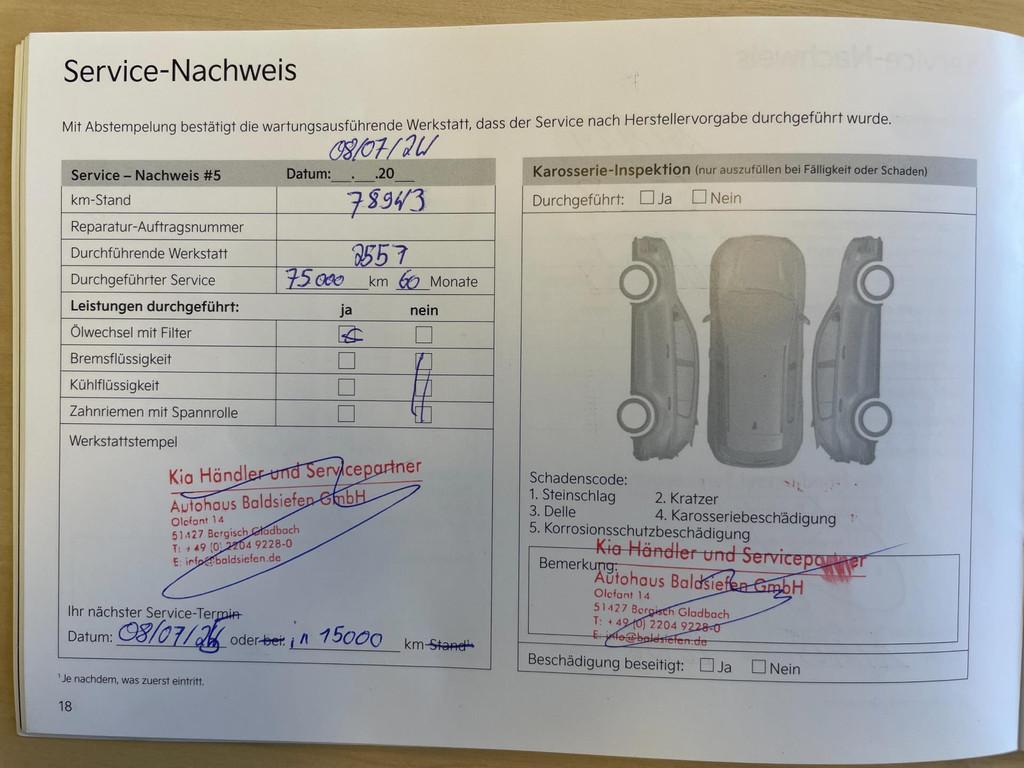 Service-Nachweis
Mit Abstempelung bestätigt die wartungsausführende Werkstatt, dass der Service nach Herstellervorgabe durchgeführt wurde.
08/07/24
Service – Nachweis #5 Datum:__.__.20__
km-Stand 78943
Reparatur-Auftragsnummer
Durchführende Werkstatt 2557
Durchgeführter Service 75000 km 60 Monate
Leistungen durchgeführt: ja nein
Ölwechsel mit Filter
Bremsflüssigkeit
Kühlflüssigkeit
Zahnriemen mit Spannrolle
Werkstattstempel
Kia Händler und Servicepartner
Autohaus Baldsiefen GmbH
Olefant 14
51427 Bergisch Gladbach
T: +49 (0) 2204 9228-0
E: info@baldsiefen.de
Ihr nächster Service-Termin
Datum: 08/07/26 oder bei: in 15000 km Stand¹
¹Je nachdem, was zuerst eintritt.
18
Karosserie-Inspektion (nur auszufüllen bei Fälligkeit oder Schaden)
Durchgeführt: Ja Nein
Schadenscode:
1. Steinschlag 2. Kratzer
3. Delle 4. Karosseriebeschädigung
5. Korrosionsschutzbeschädigung
Kia Händler und Servicepartner
Bemerkung:
Autohaus Baldsiefen GmbH
Olefant 14
51427 Bergisch Gladbach
T: +49 (0) 2204 9228-0
E: info@baldsiefen.de
Beschädigung beseitigt: Ja Nein